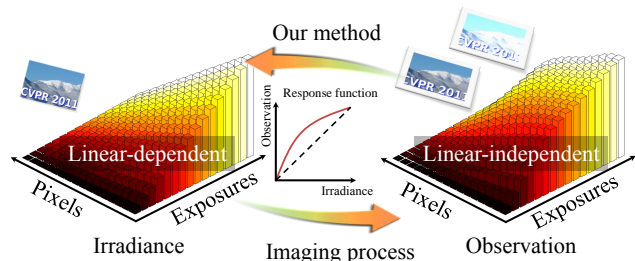 Our method
CVPR 2011
CVPR 201
CVPR 2011
Response function
Observation
Irradiance
Linear-dependent
Linear-independent
Pixels
Exposures
Pixels
Exposures
Irradiance
Imaging process
Observation